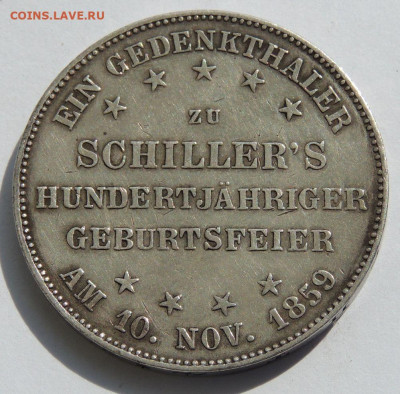 COINS.LAVE.RU
EIN GEDENKTHALER
ZU
SCHILLER'S
HUNDERTJÄHRIGER
GEBURTSFEIER
AM 10. NOV. 1859